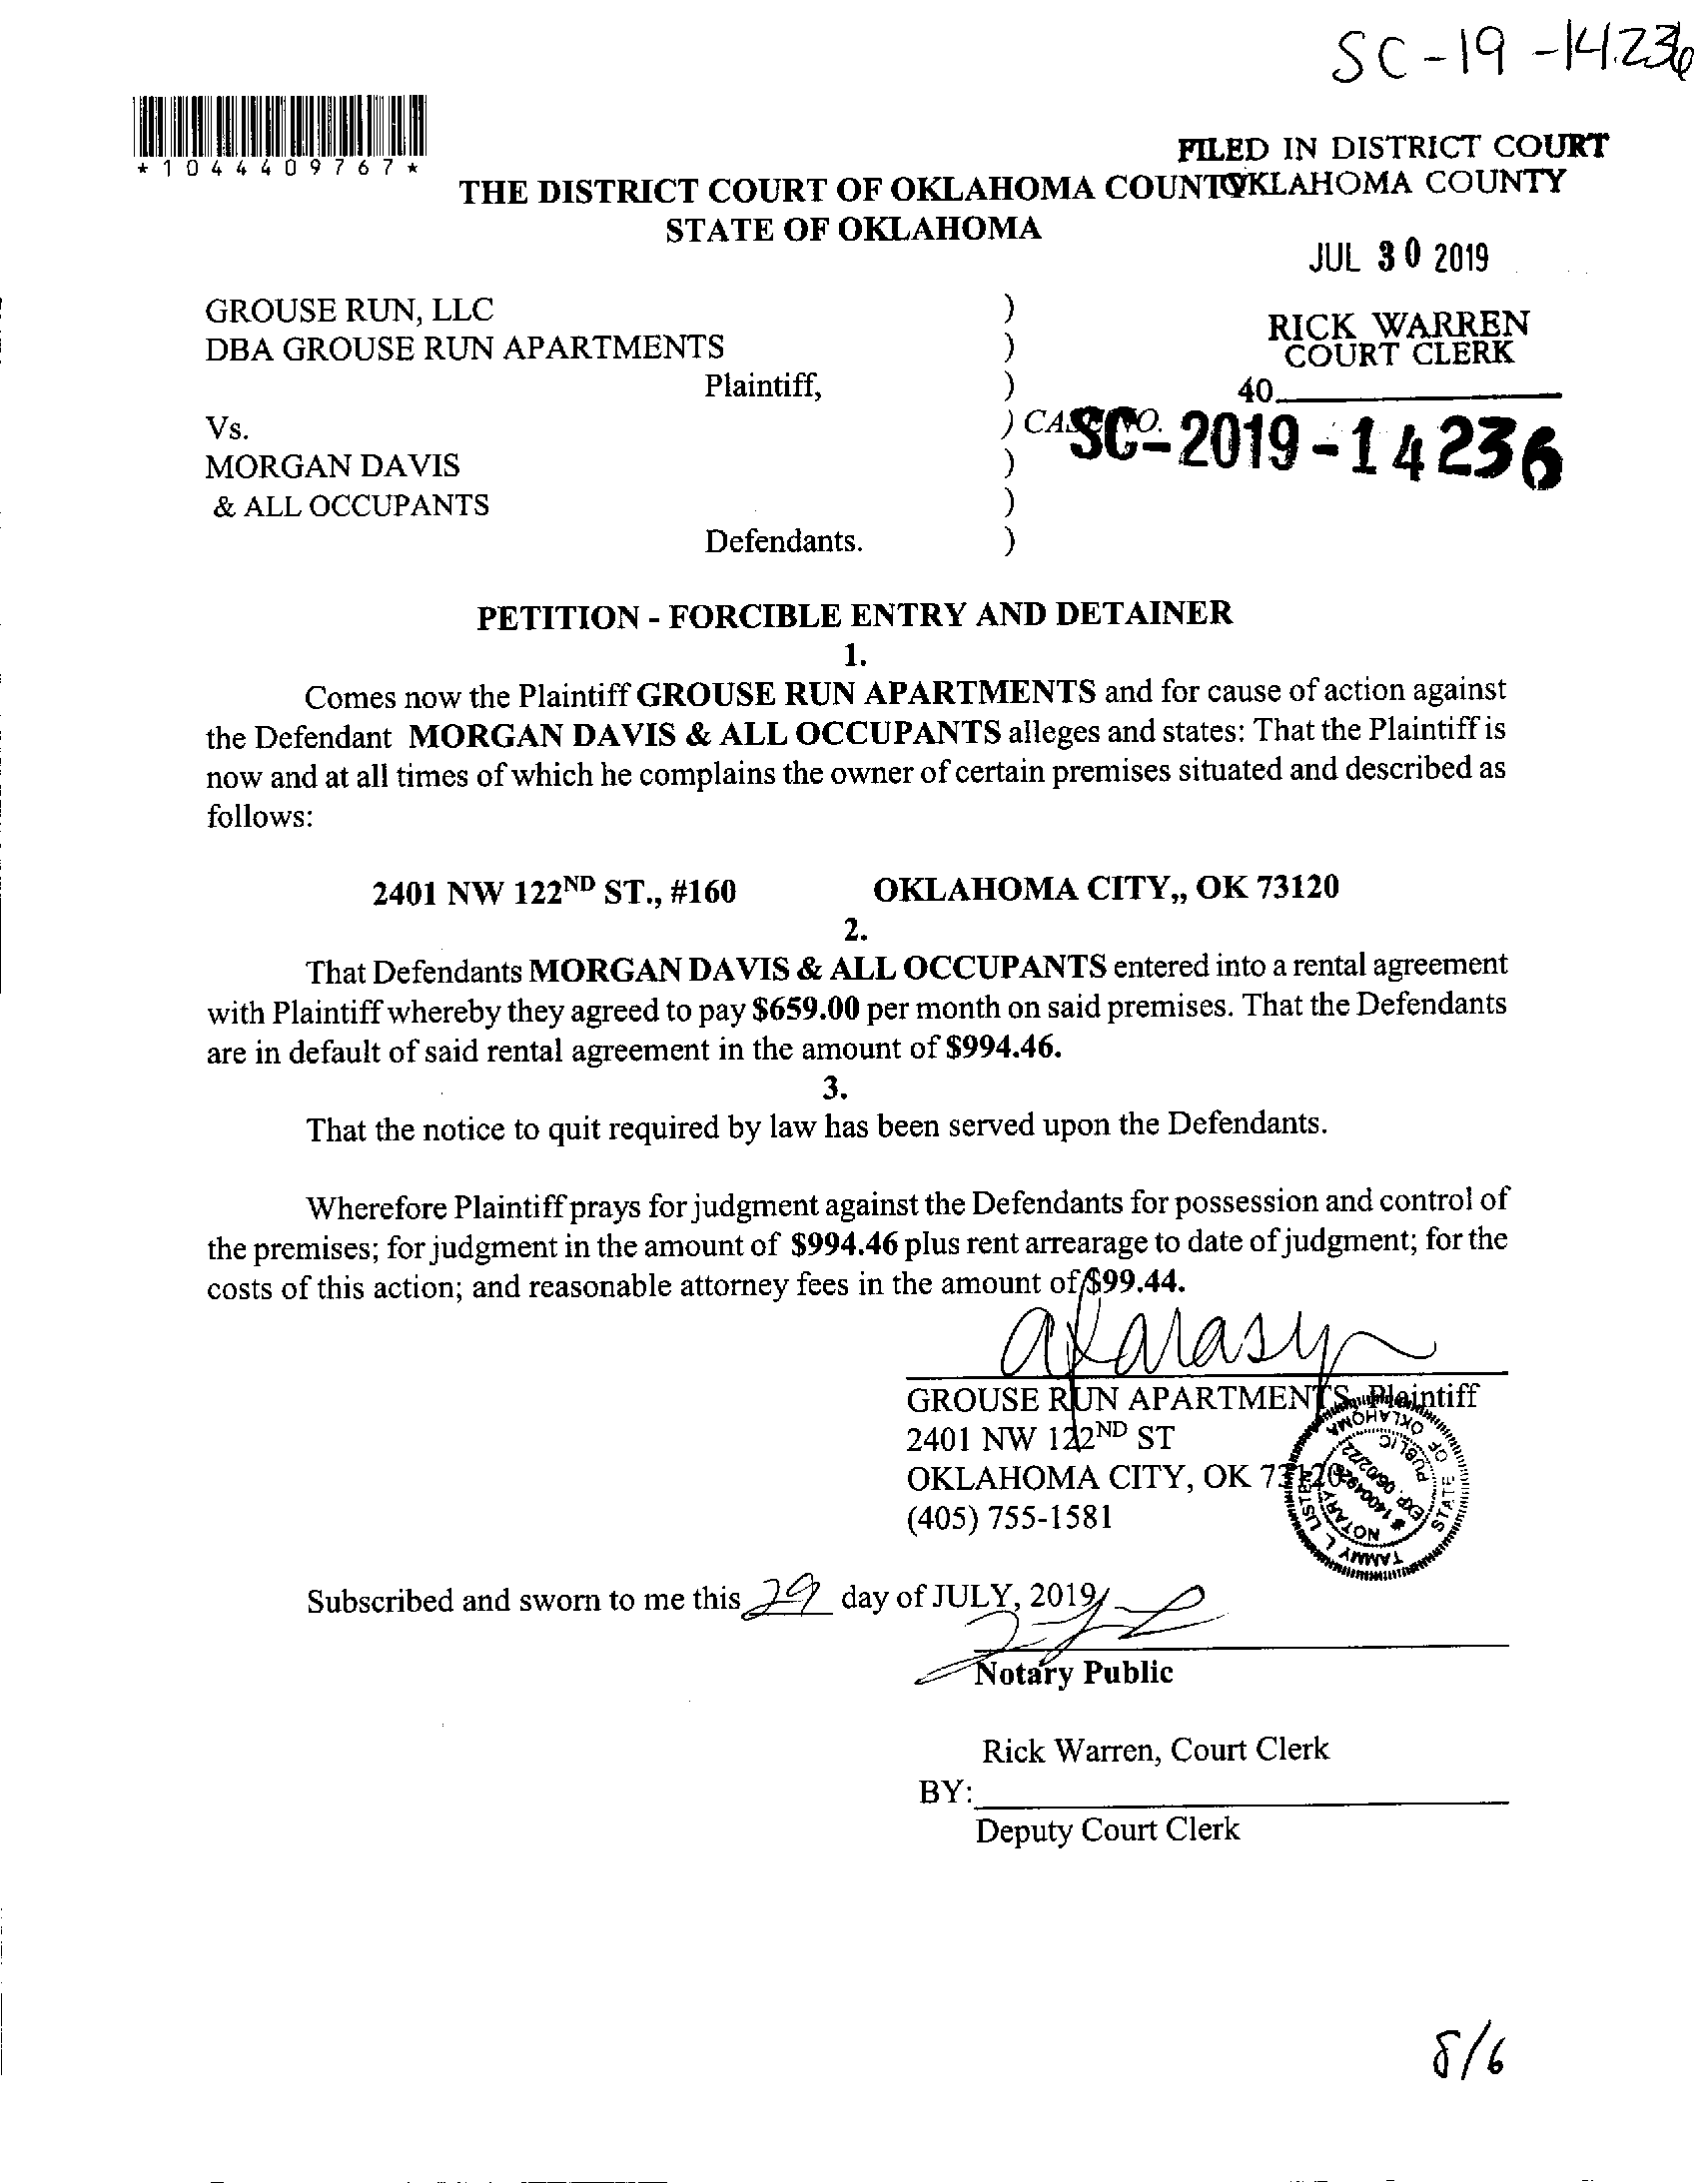 SC-19-14236
*1044409767*
FILED IN DISTRICT COURT
OKLAHOMA COUNTY
THE DISTRICT COURT OF OKLAHOMA COUNTY
STATE OF OKLAHOMA
JUL 30 2019
RICK WARREN
COURT CLERK
40
GROUSE RUN, LLC )
DBA GROUSE RUN APARTMENTS )
Plaintiff, )
Vs. ) CASE NO. SC-2019-14236
MORGAN DAVIS )
& ALL OCCUPANTS )
Defendants. )
PETITION - FORCIBLE ENTRY AND DETAINER
1.
Comes now the Plaintiff GROUSE RUN APARTMENTS and for cause of action against
the Defendant MORGAN DAVIS & ALL OCCUPANTS alleges and states: That the Plaintiff is
now and at all times of which he complains the owner of certain premises situated and described as
follows:
2401 NW 122ND ST., #160 OKLAHOMA CITY,, OK 73120
2.
That Defendants MORGAN DAVIS & ALL OCCUPANTS entered into a rental agreement
with Plaintiff whereby they agreed to pay $659.00 per month on said premises. That the Defendants
are in default of said rental agreement in the amount of $994.46.
3.
That the notice to quit required by law has been served upon the Defendants.
Wherefore Plaintiff prays for judgment against the Defendants for possession and control of
the premises; for judgment in the amount of $994.46 plus rent arrearage to date of judgment; for the
costs of this action; and reasonable attorney fees in the amount of $99.44.
GROUSE RUN APARTMENTS, Plaintiff
2401 NW 122ND ST
OKLAHOMA CITY, OK 73120
(405) 755-1581
TAMMY L LISTER
NOTARY PUBLIC
# 14004926
EXP. 06/02/22
STATE OF OKLAHOMA
Subscribed and sworn to me this 29 day of JULY, 2019
Notary Public
Rick Warren, Court Clerk
BY:
Deputy Court Clerk
8/6